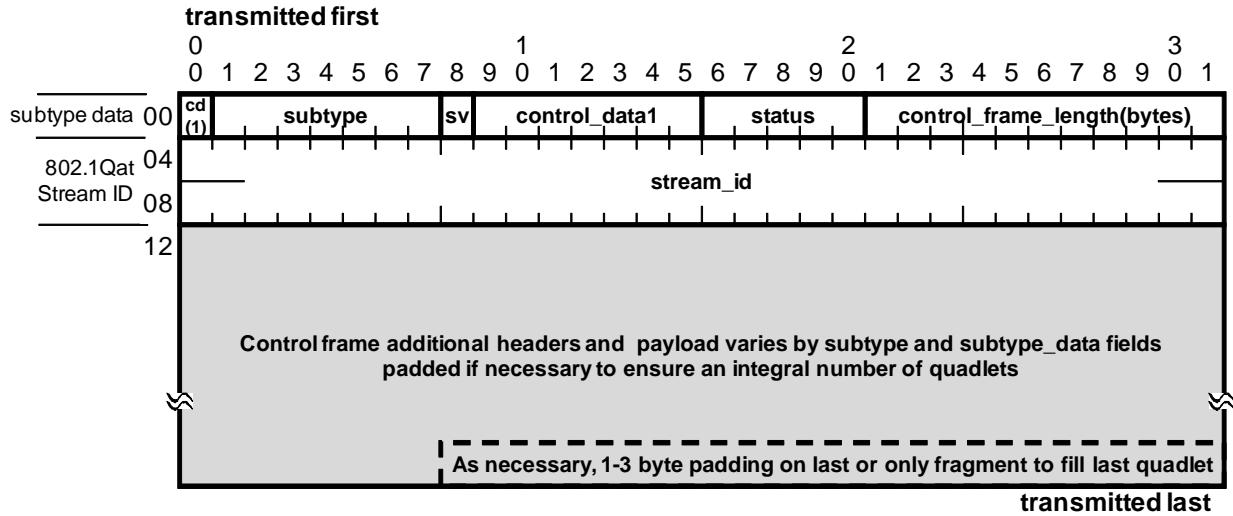 transmitted first
0 1 2 3
0 1 2 3 4 5 6 7 8 9 0 1 2 3 4 5 6 7 8 9 0 1 2 3 4 5 6 7 8 9 0 1
subtype data 00 cd (1) subtype sv control_data1 status control_frame_length(bytes)
802.1Qat 04
Stream ID stream_id
08
12
Control frame additional headers and payload varies by subtype and subtype_data fields
padded if necessary to ensure an integral number of quadlets
As necessary, 1-3 byte padding on last or only fragment to fill last quadlet
transmitted last